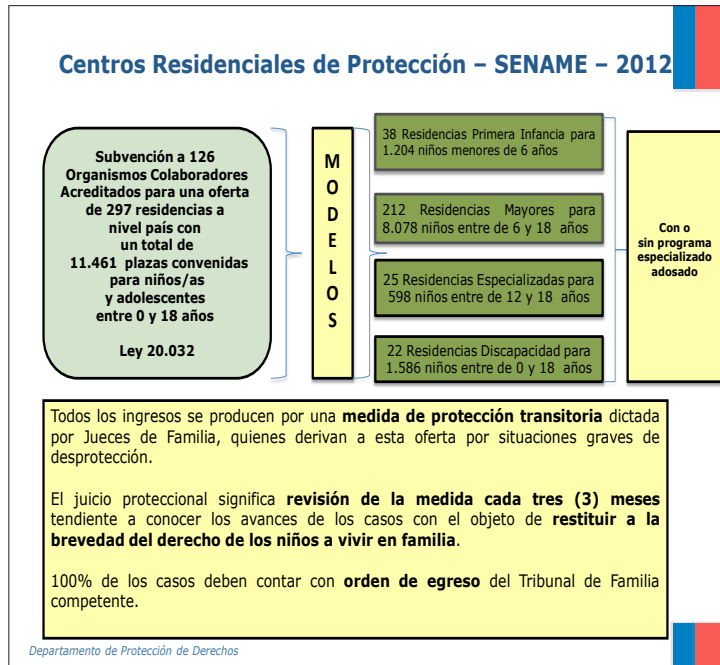 Centros Residenciales de Protección – SENAME – 2012
Subvención a 126
Organismos Colaboradores
Acreditados para una oferta
de 297 residencias a
nivel país con
un total de
11.461 plazas convenidas
para niños/as
y adolescentes
entre 0 y 18 años
Ley 20.032
M
O
D
E
L
O
S
38 Residencias Primera Infancia para
1.204 niños menores de 6 años
212 Residencias Mayores para
8.078 niños entre de 6 y 18 años
25 Residencias Especializadas para
598 niños entre de 12 y 18 años
22 Residencias Discapacidad para
1.586 niños entre de 0 y 18 años
Con o
sin programa
especializado
adosado
Todos los ingresos se producen por una medida de protección transitoria dictada
por Jueces de Familia, quienes derivan a esta oferta por situaciones graves de
desprotección.
El juicio proteccional significa revisión de la medida cada tres (3) meses
tendiente a conocer los avances de los casos con el objeto de restituir a la
brevedad del derecho de los niños a vivir en familia.
100% de los casos deben contar con orden de egreso del Tribunal de Familia
competente.
Departamento de Protección de Derechos